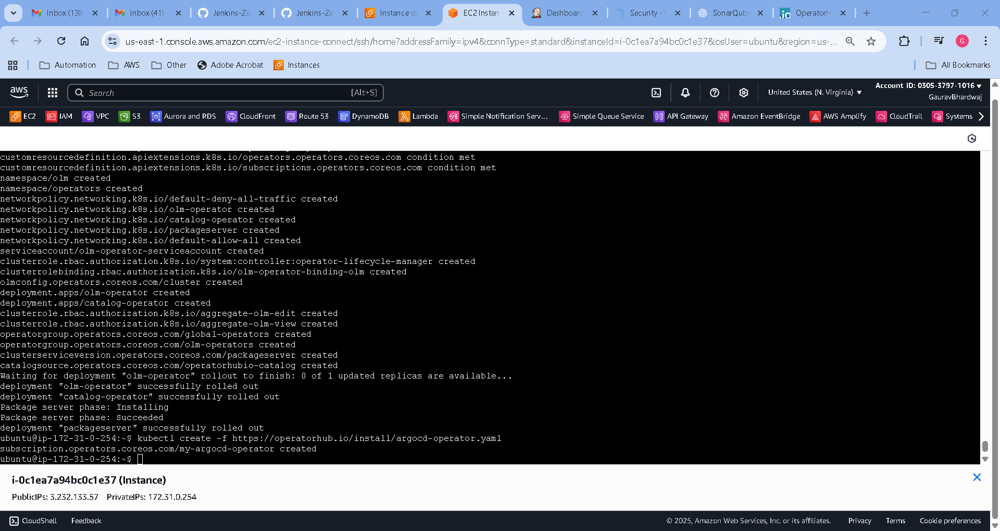 Inbox (138
Inbox (41)
Jenkins-Ze
Jenkins-Ze
Instance de
EC2 Instan
Dashboard
Security -
SonarQub
.io
OperatorH
us-east-1.console.aws.amazon.com/ec2-instance-connect/ssh/home?addressFamily=ipv4&connType=standard&instanceId=i-0c1ea7a94bc0c1e37&osUser=ubuntu&region=us-...
G
Automation
AWS
Other
Adobe Acrobat
Instances
All Bookmarks
aws
Search
[Alt+S]
United States (N. Virginia)
Account ID: 0305-3797-1016
GauravBhardwaj
EC2
IAM
VPC
S3
Aurora and RDS
CloudFront
Route 53
DynamoDB
Lambda
Simple Notification Serv...
Simple Queue Service
API Gateway
Amazon EventBridge
AWS Amplify
CloudTrail
Systems
customresourcedefinition.apiextensions.k8s.io/operators.operators.coreos.com condition met
customresourcedefinition.apiextensions.k8s.io/subscriptions.operators.coreos.com condition met
namespace/olm created
namespace/operators created
networkpolicy.networking.k8s.io/default-deny-all-traffic created
networkpolicy.networking.k8s.io/olm-operator created
networkpolicy.networking.k8s.io/catalog-operator created
networkpolicy.networking.k8s.io/packageserver created
networkpolicy.networking.k8s.io/default-allow-all created
serviceaccount/olm-operator-serviceaccount created
clusterrole.rbac.authorization.k8s.io/system:controller:operator-lifecycle-manager created
clusterrolebinding.rbac.authorization.k8s.io/olm-operator-binding-olm created
olmconfig.operators.coreos.com/cluster created
deployment.apps/olm-operator created
deployment.apps/catalog-operator created
clusterrole.rbac.authorization.k8s.io/aggregate-olm-edit created
clusterrole.rbac.authorization.k8s.io/aggregate-olm-view created
operatorgroup.operators.coreos.com/global-operators created
operatorgroup.operators.coreos.com/olm-operators created
clusterserviceversion.operators.coreos.com/packageserver created
catalogsource.operators.coreos.com/operatorhubio-catalog created
Waiting for deployment "olm-operator" rollout to finish: 0 of 1 updated replicas are available...
deployment "olm-operator" successfully rolled out
deployment "catalog-operator" successfully rolled out
Package server phase: Installing
Package server phase: Succeeded
deployment "packageserver" successfully rolled out
ubuntu@ip-172-31-0-254:~$ kubectl create -f https://operatorhub.io/install/argocd-operator.yaml
subscription.operators.coreos.com/my-argocd-operator created
ubuntu@ip-172-31-0-254:~$
i-0c1ea7a94bc0c1e37 (Instance)
PublicIPs: 3.232.133.57 PrivateIPs: 172.31.0.254
CloudShell
Feedback
© 2025, Amazon Web Services, Inc. or its affiliates.
Privacy
Terms
Cookie preferences